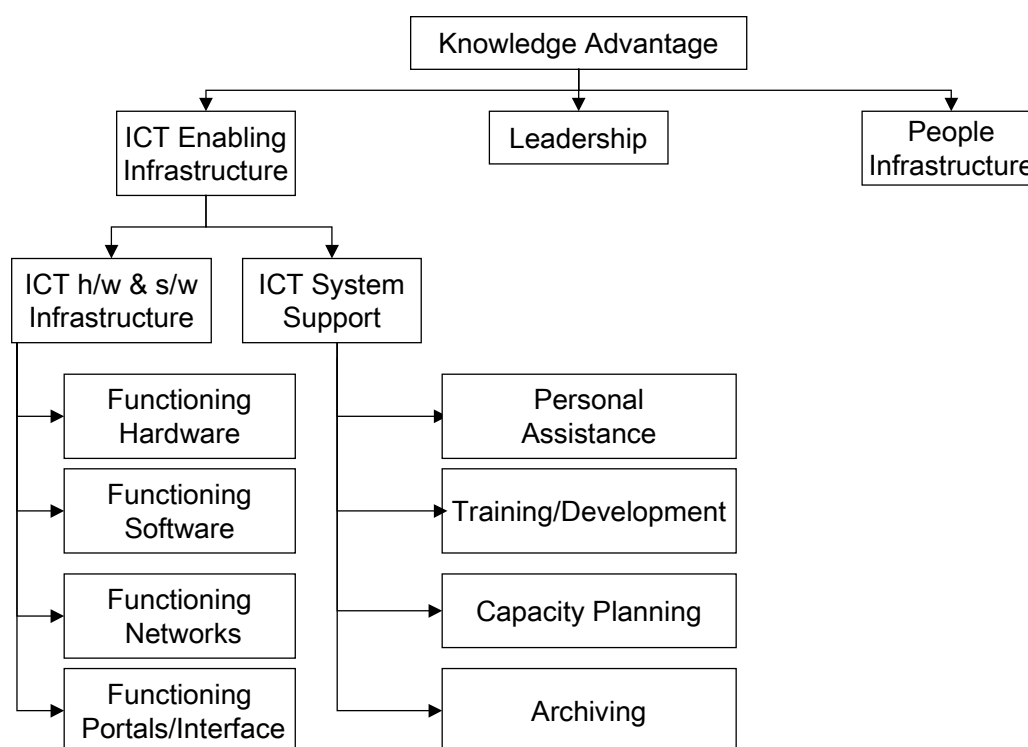 Knowledge Advantage
ICT Enabling
Infrastructure
Leadership
People
Infrastructure
ICT h/w & s/w
Infrastructure
ICT System
Support
Functioning
Hardware
Personal
Assistance
Functioning
Software
Training/Development
Functioning
Networks
Capacity Planning
Functioning
Portals/Interface
Archiving